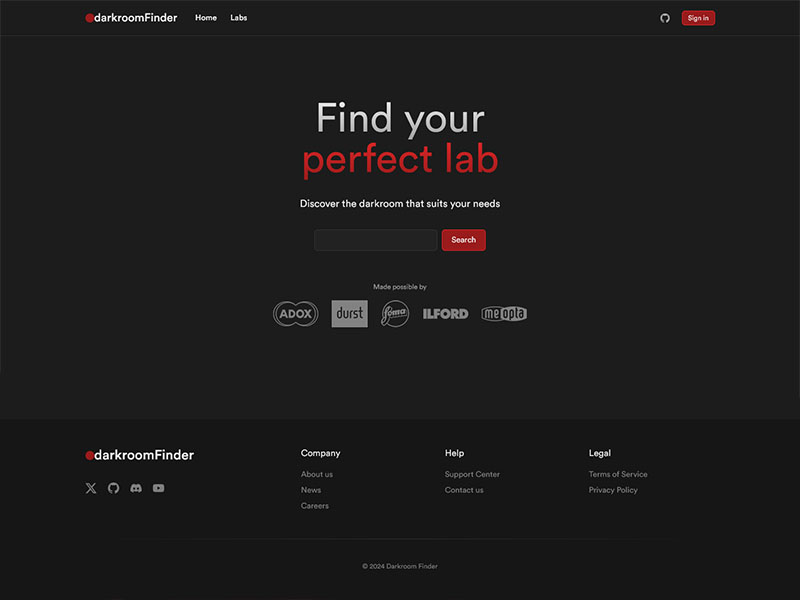 darkroomFinder Home Labs Sign in
Find your
perfect lab
Discover the darkroom that suits your needs
Search
Made possible by
ADOX durst foma ILFORD meopta
darkroomFinder
Company
About us
News
Careers
Help
Support Center
Contact us
Legal
Terms of Service
Privacy Policy
© 2024 Darkroom Finder